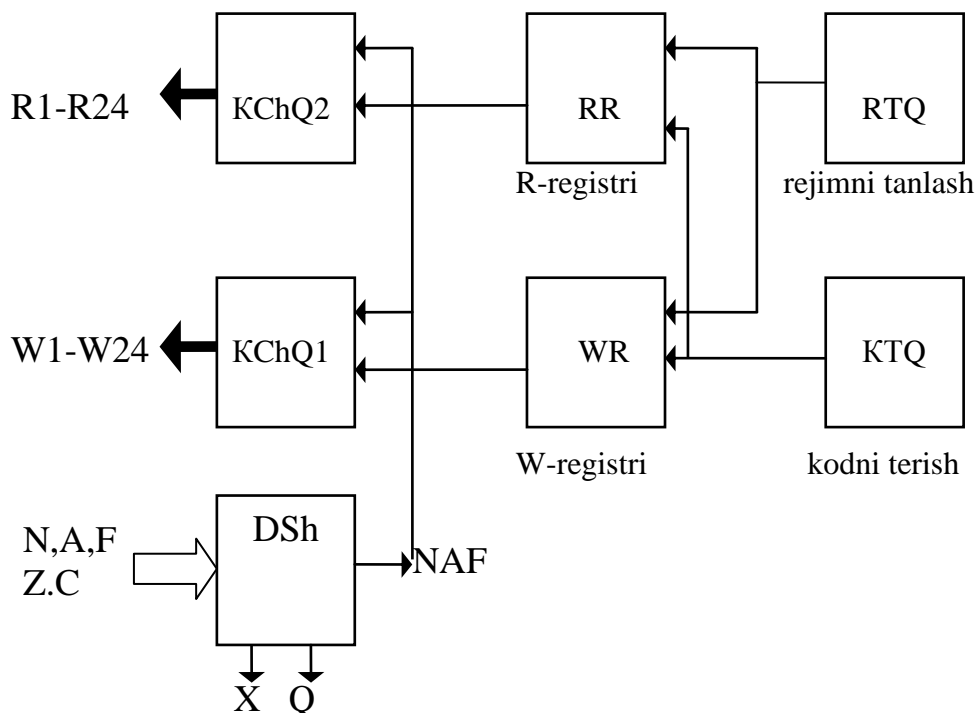 R1-R24 КChQ2 RR RTQ
R-registri rejimni tanlash
W1-W24 КChQ1 WR КTQ
W-registri kodni terish
DSh
N,A,F
NAF
Z.C
X Q